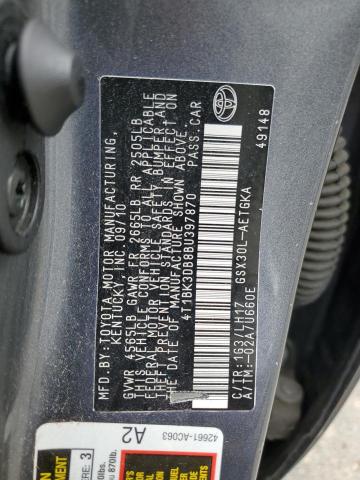 MFD.BY:TOYOTA MOTOR MANUFACTURING,
KENTUCKY, INC. 09/10
GVWR 4565LB GAWR FR 2665LB RR 2505LB
THIS VEHICLE CONFORMS TO ALL APPLICABLE
FEDERAL MOTOR VEHICLE SAFETY, BUMPER, AND
THEFT PREVENTION STANDARDS IN EFFECT ON
THE DATE OF MANUFACTURE SHOWN ABOVE.
4T1BK3DB8BU397870 PASS.CAR
C/TR:1G3/LH17 GSX30L-AETGKA
A/TM:-02A/U660E
49148
TOYOTA
42661-AC063
A2